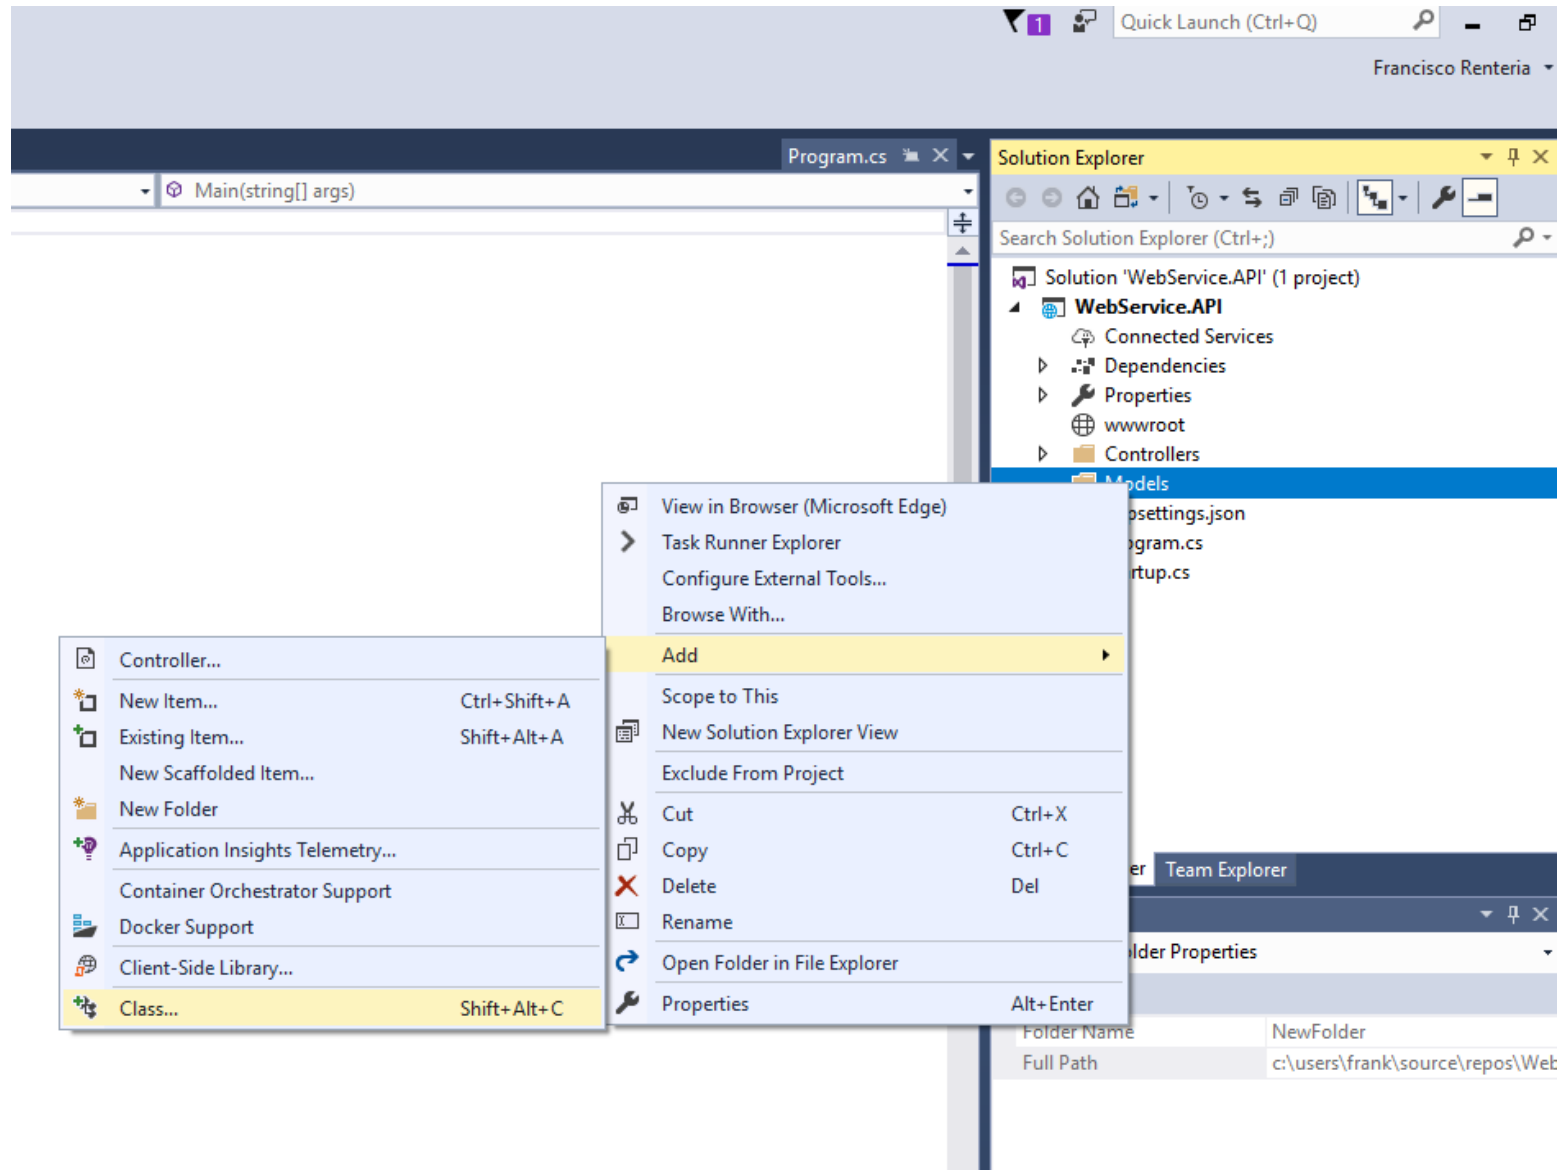 1
Quick Launch (Ctrl+Q)
Francisco Renteria
Program.cs
Main(string[] args)
Solution Explorer
Search Solution Explorer (Ctrl+;)
Solution 'WebService.API' (1 project)
WebService.API
Connected Services
Dependencies
Properties
wwwroot
Controllers
Models
psettings.json
ogram.cs
rtup.cs
View in Browser (Microsoft Edge)
Task Runner Explorer
Configure External Tools...
Browse With...
Add
Scope to This
New Solution Explorer View
Exclude From Project
Cut Ctrl+X
Copy Ctrl+C
Delete Del
Rename
Open Folder in File Explorer
Properties Alt+Enter
Controller...
New Item... Ctrl+Shift+A
Existing Item... Shift+Alt+A
New Scaffolded Item...
New Folder
Application Insights Telemetry...
Container Orchestrator Support
Docker Support
Client-Side Library...
Class... Shift+Alt+C
er Team Explorer
lder Properties
Folder Name NewFolder
Full Path c:\users\frank\source\repos\Web